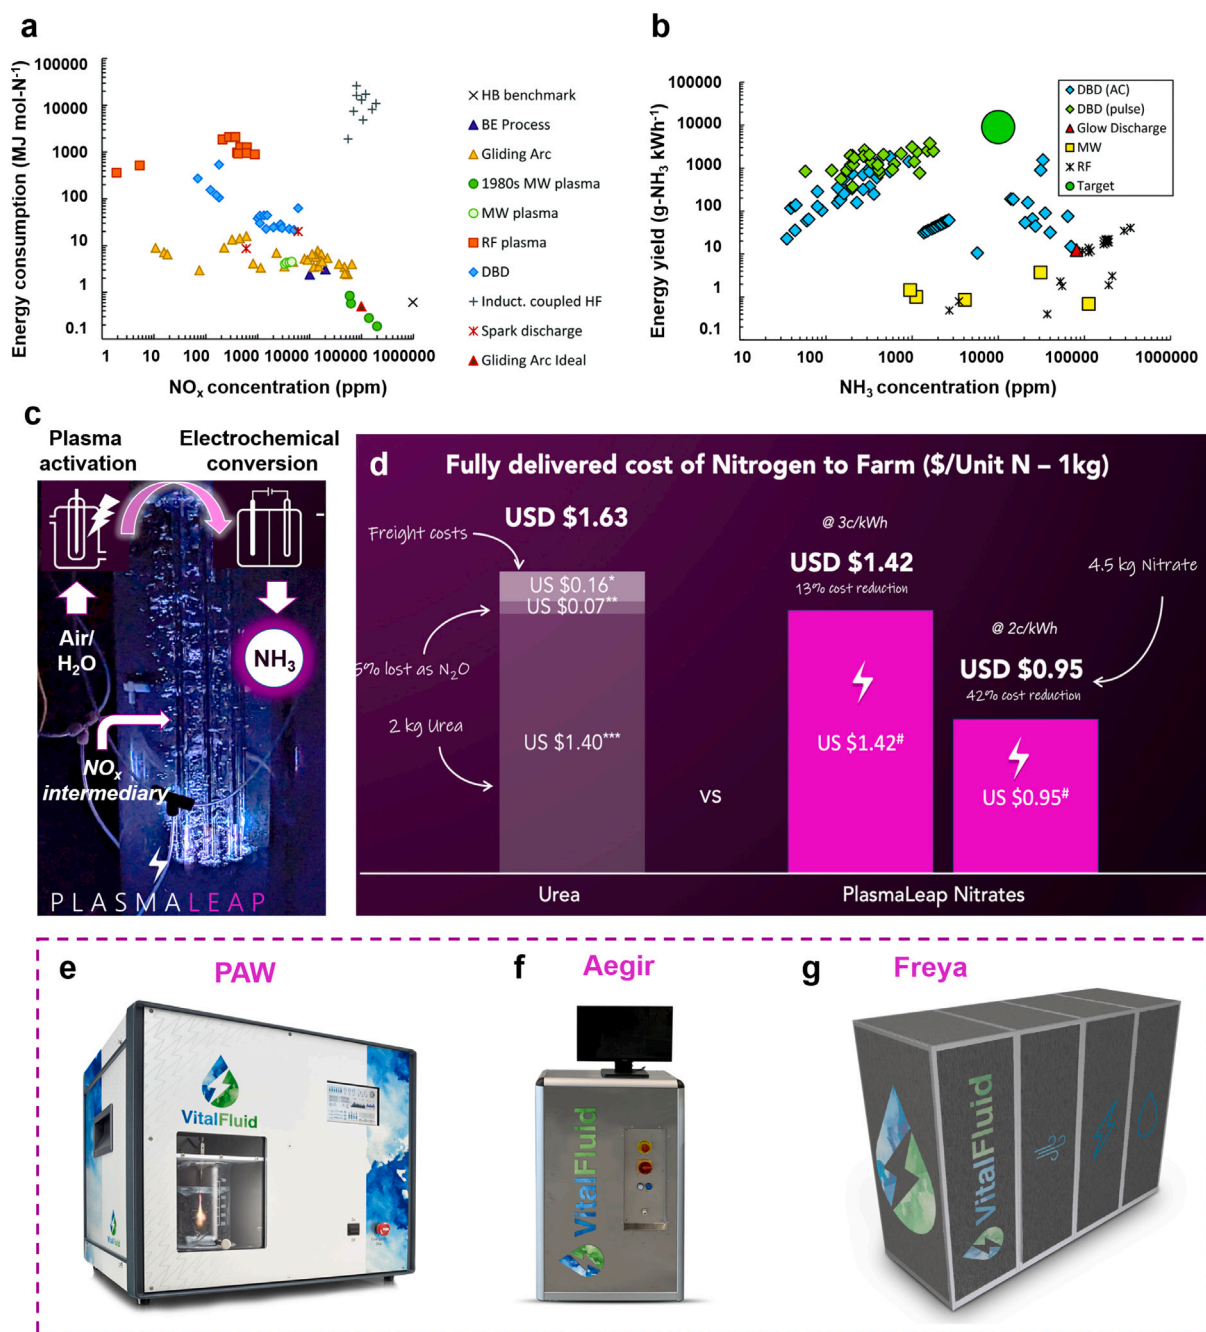 a
Energy consumption (MJ mol-N⁻¹)
100000
10000
1000
100
10
1
0.1
1
10
100
1000
10000
100000
1000000
NOₓ concentration (ppm)
HB benchmark
BE Process
Gliding Arc
1980s MW plasma
MW plasma
RF plasma
DBD
Induct. coupled HF
Spark discharge
Gliding Arc Ideal
b
Energy yield (g-NH₃ kWh⁻¹)
100000
10000
1000
100
10
1
0.1
10
100
1000
10000
100000
1000000
NH₃ concentration (ppm)
DBD (AC)
DBD (pulse)
Glow Discharge
MW
RF
Target
c
Plasma
activation
Electrochemical
conversion
Air/
H₂O
NH₃
NOₓ
intermediary
PLASMALEAP
d
Fully delivered cost of Nitrogen to Farm ($/Unit N – 1kg)
Freight costs
USD $1.63
US $0.16*
US $0.07**
5% lost as N₂O
2 kg Urea
US $1.40***
Urea
VS
@ 3c/kWh
USD $1.42
13% cost reduction
US $1.42#
@ 2c/kWh
USD $0.95
42% cost reduction
US $0.95#
4.5 kg Nitrate
PlasmaLeap Nitrates
e
PAW
VitalFluid
VitalFluid
f
Aegir
VitalFluid
g
Freya
VitalFluid